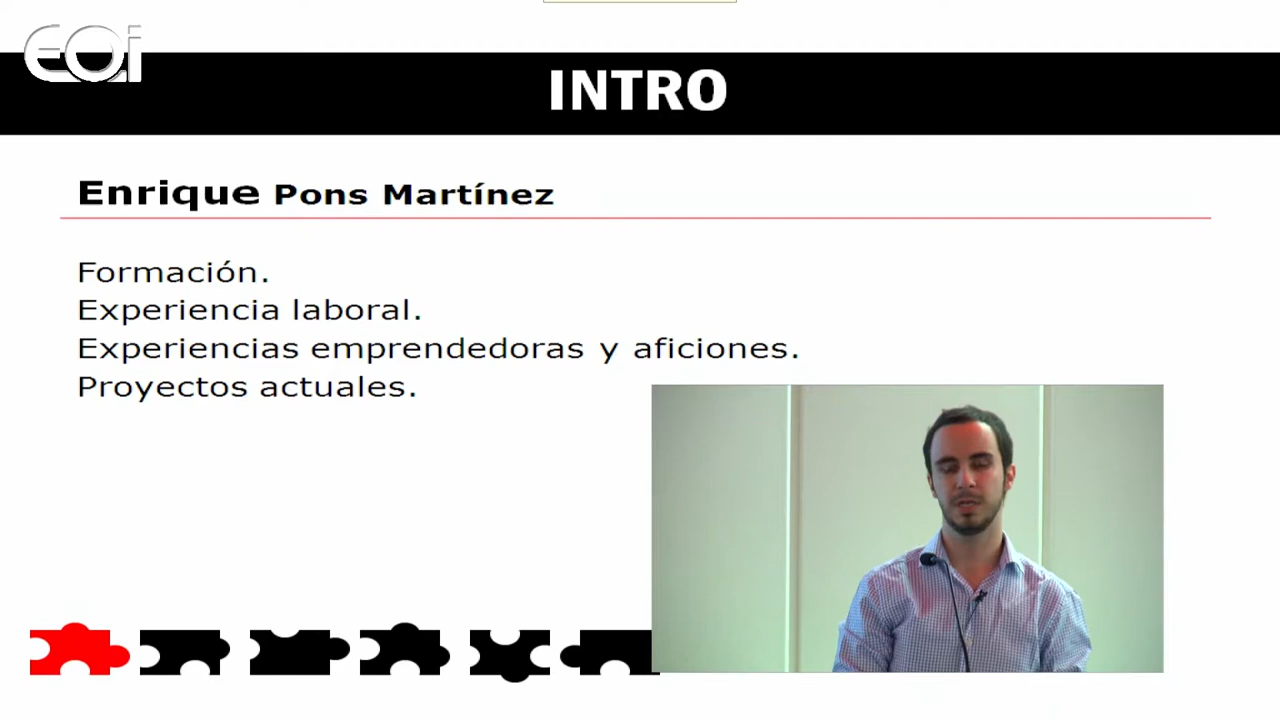 EOi
INTRO
Enrique Pons Martínez
Formación.
Experiencia laboral.
Experiencias emprendedoras y aficiones.
Proyectos actuales.